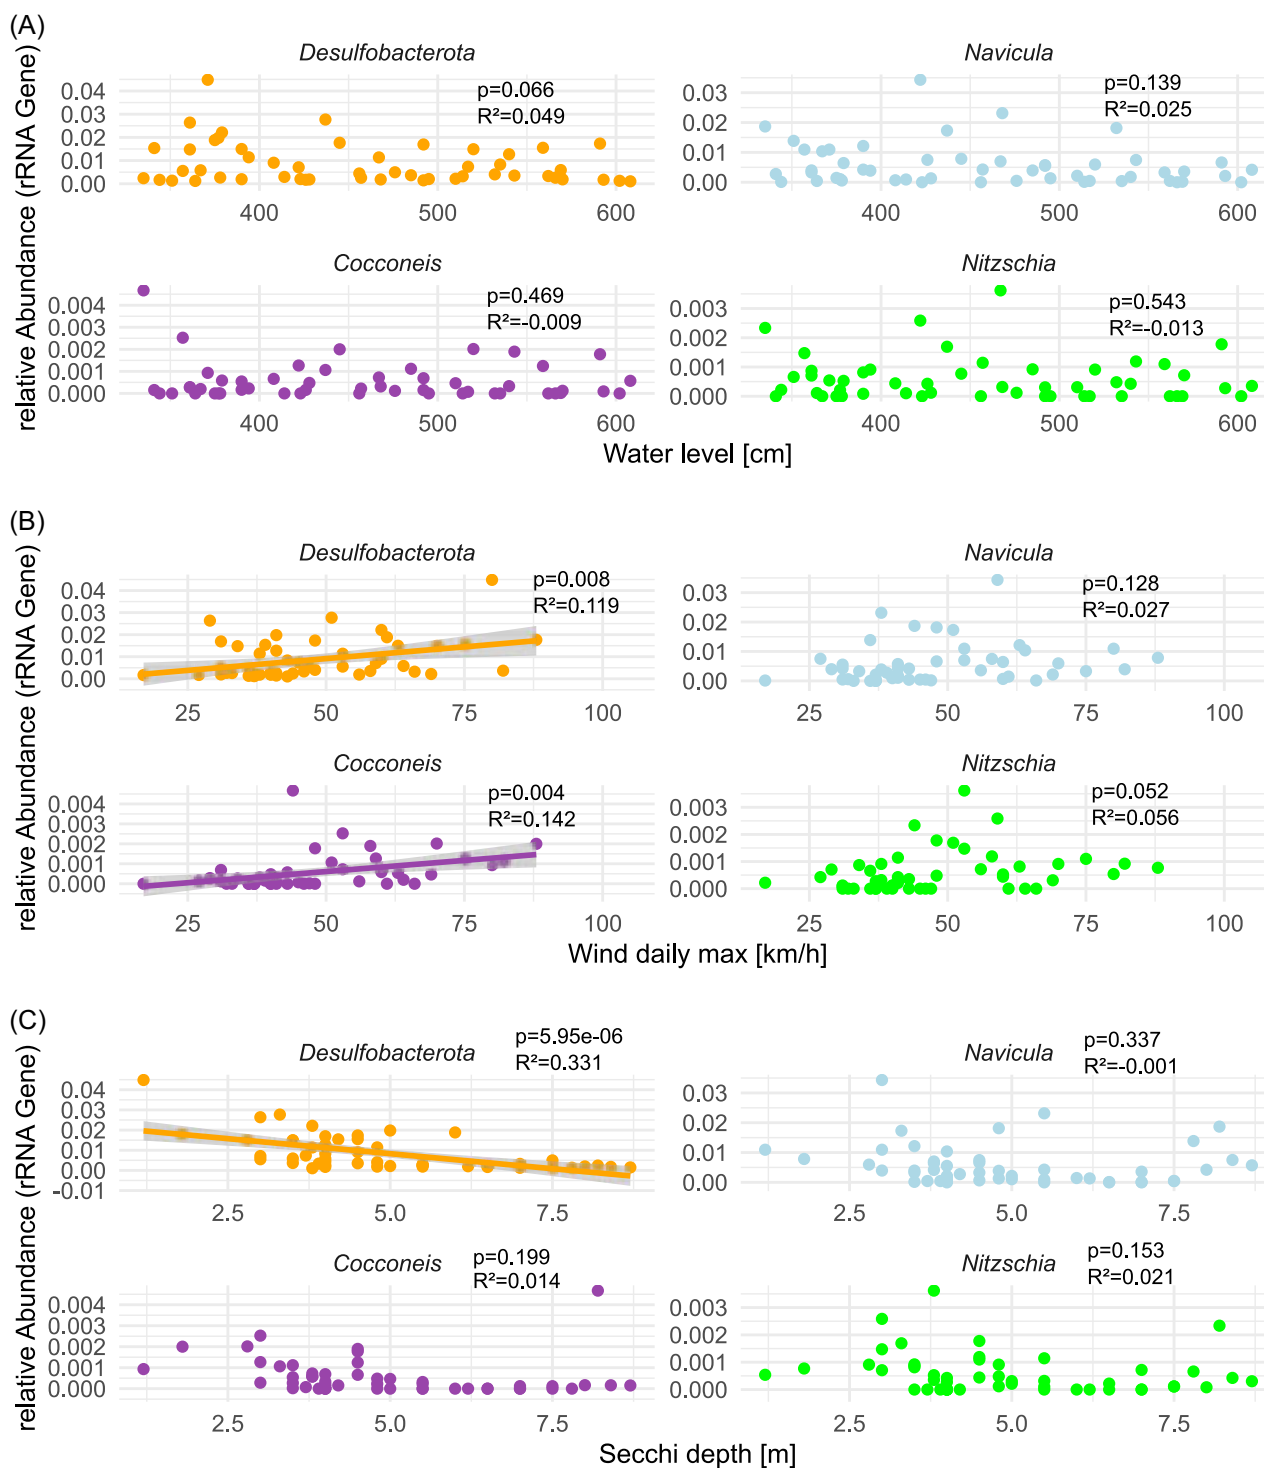 (A)
relative Abundance (rRNA Gene)
Desulfobacterota
p=0.066
R²=0.049
0.04
0.03
0.02
0.01
0.00
400
500
600
Navicula
p=0.139
R²=0.025
0.03
0.02
0.01
0.00
400
500
600
Cocconeis
p=0.469
R²=-0.009
0.004
0.003
0.002
0.001
0.000
400
500
600
Nitzschia
p=0.543
R²=-0.013
0.003
0.002
0.001
0.000
400
500
600
Water level [cm]
(B)
relative Abundance (rRNA Gene)
Desulfobacterota
p=0.008
R²=0.119
0.04
0.03
0.02
0.01
0.00
25
50
75
100
Navicula
p=0.128
R²=0.027
0.03
0.02
0.01
0.00
25
50
75
100
Cocconeis
p=0.004
R²=0.142
0.004
0.003
0.002
0.001
0.000
25
50
75
100
Nitzschia
p=0.052
R²=0.056
0.003
0.002
0.001
0.000
25
50
75
100
Wind daily max [km/h]
(C)
relative Abundance (rRNA Gene)
Desulfobacterota
p=5.95e-06
R²=0.331
0.04
0.03
0.02
0.01
0.00
-0.01
2.5
5.0
7.5
Navicula
p=0.337
R²=-0.001
0.03
0.02
0.01
0.00
2.5
5.0
7.5
Cocconeis
p=0.199
R²=0.014
0.004
0.003
0.002
0.001
0.000
2.5
5.0
7.5
Nitzschia
p=0.153
R²=0.021
0.003
0.002
0.001
0.000
2.5
5.0
7.5
Secchi depth [m]